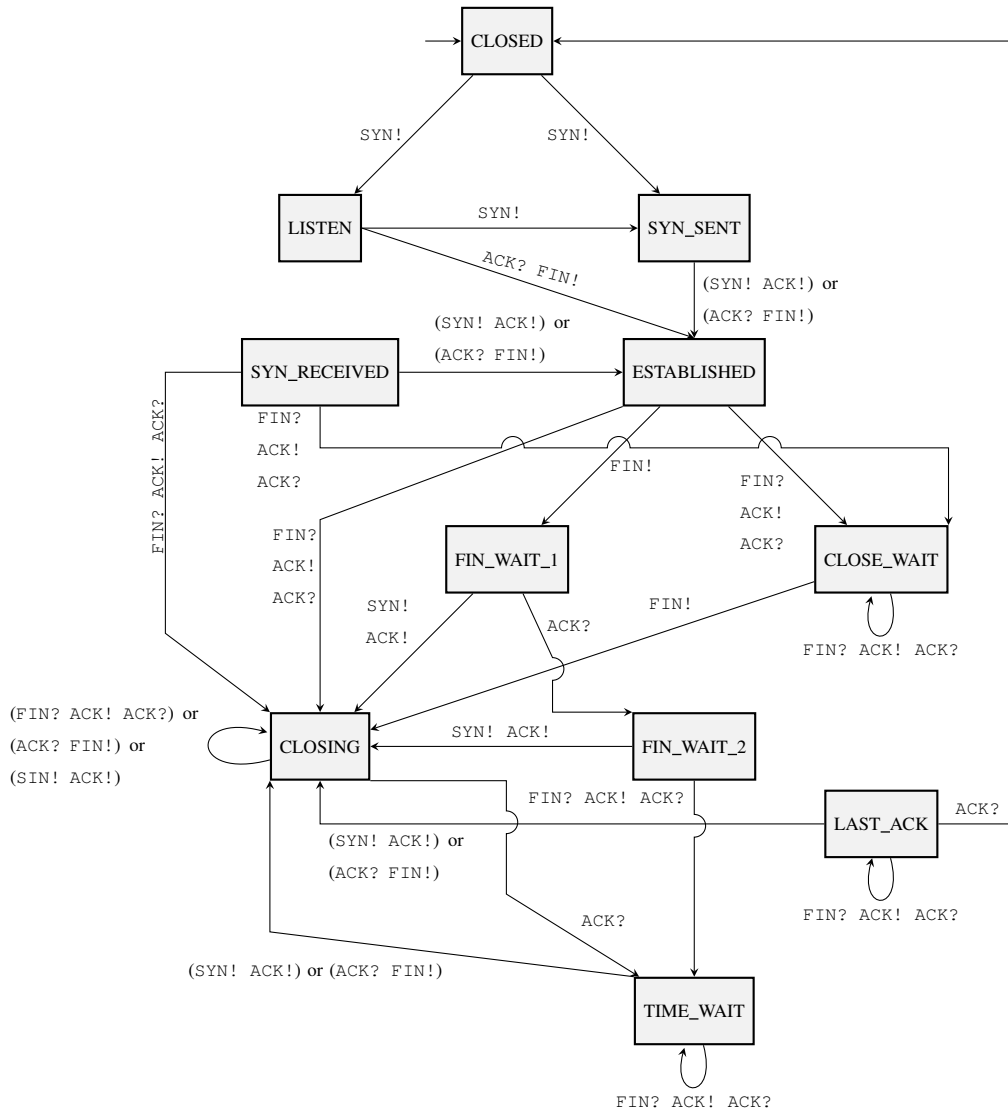 CLOSED
SYN!
SYN!
LISTEN
SYN!
SYN_SENT
ACK? FIN!
(SYN! ACK!) or
(ACK? FIN!)
(SYN! ACK!) or
(ACK? FIN!)
SYN_RECEIVED
ESTABLISHED
FIN? ACK! ACK?
FIN?
ACK!
ACK?
FIN!
FIN?
ACK!
ACK?
FIN?
ACK!
ACK?
FIN_WAIT_1
CLOSE_WAIT
SYN!
ACK!
ACK?
FIN!
FIN? ACK! ACK?
(FIN? ACK! ACK?) or
(ACK? FIN!) or
(SIN! ACK!)
CLOSING
SYN! ACK!
FIN_WAIT_2
FIN? ACK! ACK?
LAST_ACK
ACK?
(SYN! ACK!) or
(ACK? FIN!)
FIN? ACK! ACK?
ACK?
(SYN! ACK!) or (ACK? FIN!)
TIME_WAIT
FIN? ACK! ACK?